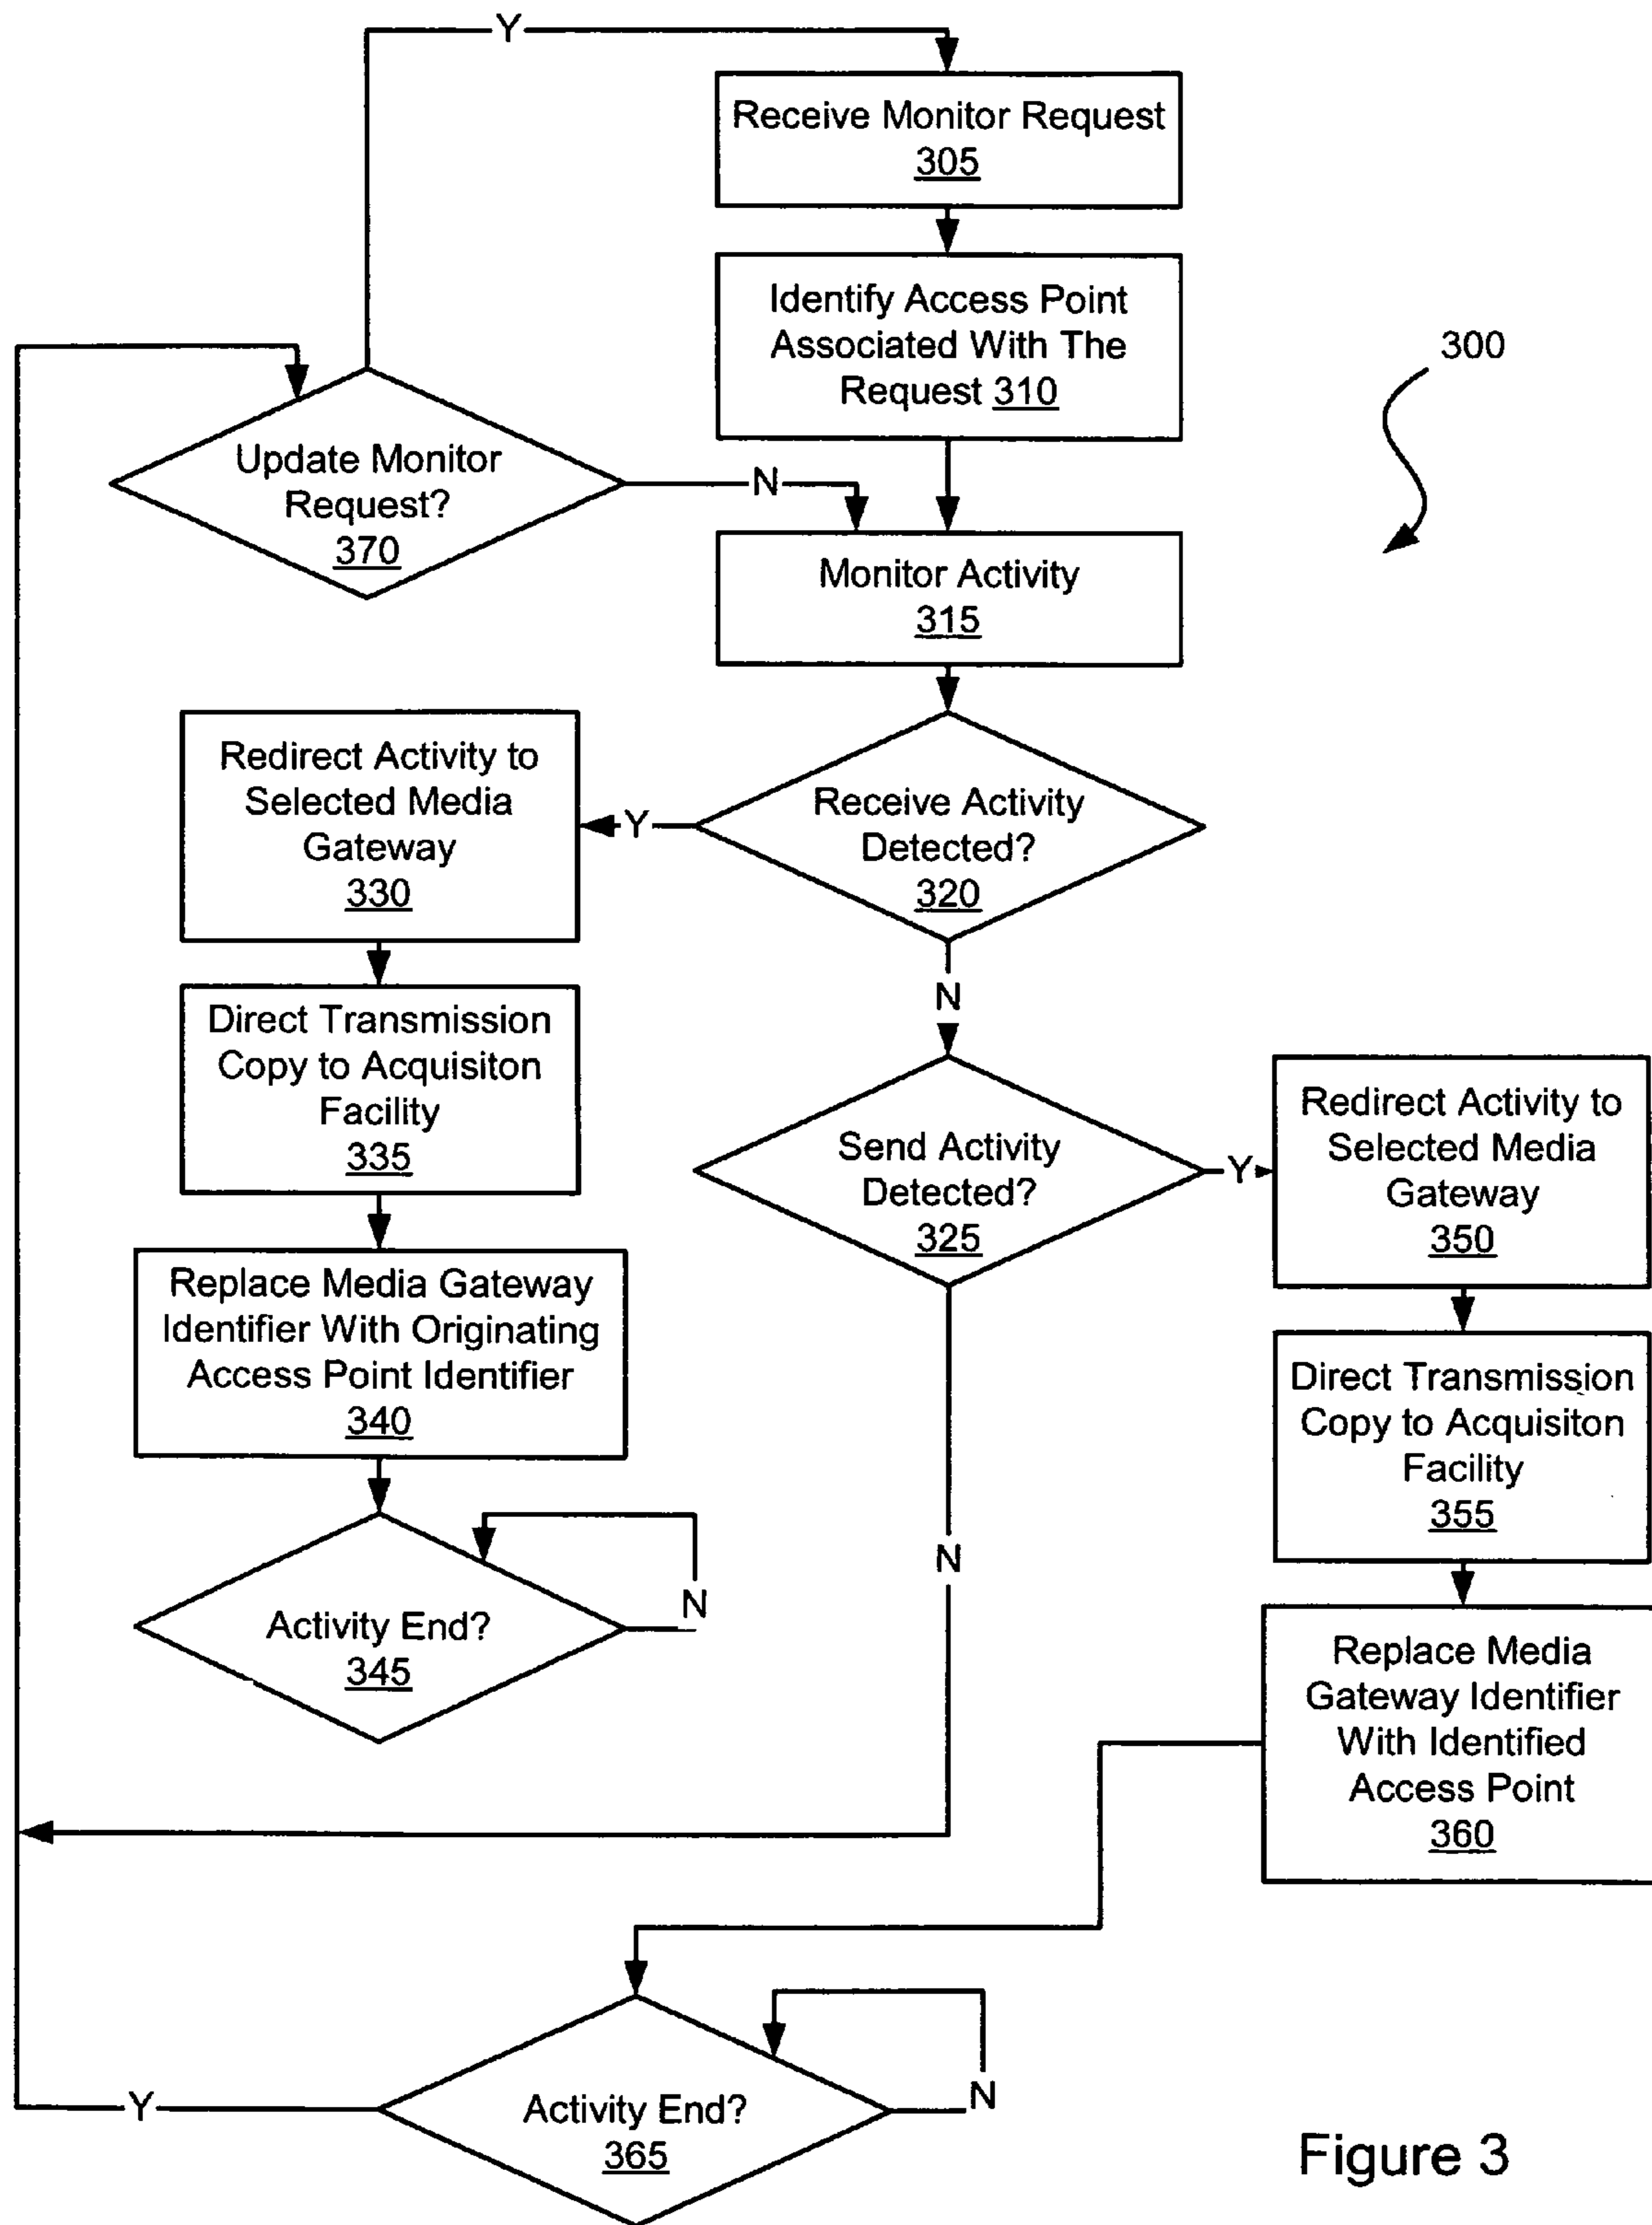 Y
Receive Monitor Request
305
Identify Access Point
Associated With The
Request 310
300
Update Monitor
Request?
370
N
Monitor Activity
315
Redirect Activity to
Selected Media
Gateway
330
Y
Receive Activity
Detected?
320
N
Direct Transmission
Copy to Acquisiton
Facility
335
Send Activity
Detected?
325
Y
Redirect Activity to
Selected Media
Gateway
350
Replace Media Gateway
Identifier With Originating
Access Point Identifier
340
Direct Transmission
Copy to Acquisiton
Facility
355
N
Activity End?
345
N
Replace Media
Gateway Identifier
With Identified
Access Point
360
Y
Activity End?
365
N
Figure 3